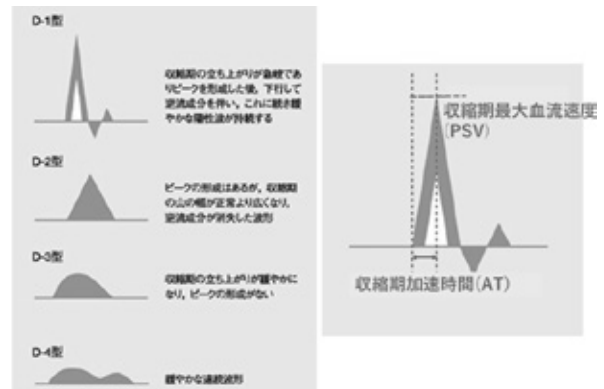 D-1型
収縮期の立ち上がりが急峻であ
りピークを形成した後，下行して
逆流成分を伴い，これに続き緩
やかな陽性波が持続する
D-2型
ピークの形成はあるが，収縮期
の山の幅が正常より広くなり，
逆流成分が消失した波形
D-3型
収縮期の立ち上がりが緩やかに
なり，ピークの形成がない
D-4型
緩やかな連続波形
収縮期最大血流速度
(PSV)
収縮期加速時間(AT)